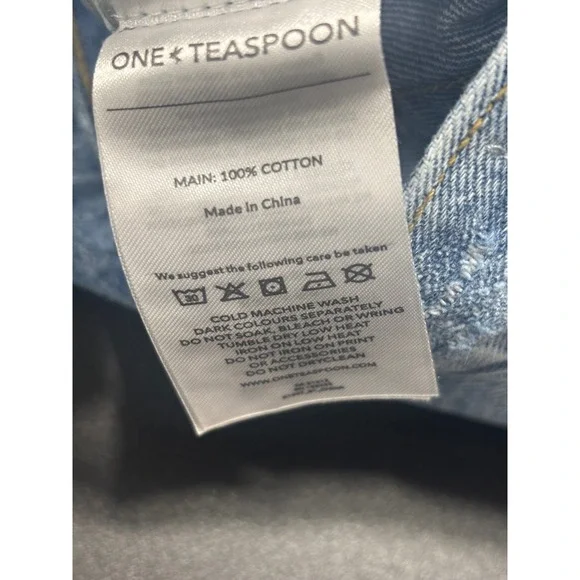 ONE TEASPOON
MAIN: 100% COTTON
Made in China
We suggest the following care be taken
30
COLD MACHINE WASH
DARK COLOURS SEPARATELY
DO NOT SOAK, BLEACH OR WRING
TUMBLE DRY LOW HEAT
IRON ON LOW HEAT
DO NOT IRON ON PRINT
OR ACCESSORIES
DO NOT DRYCLEAN
WWW.ONETEASPOON.COM